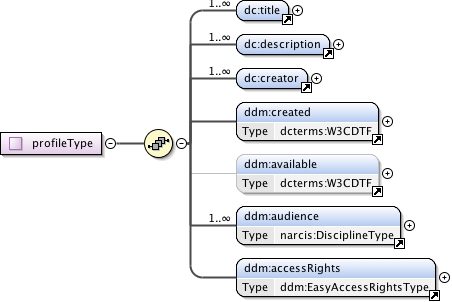 1..∞
dc:title
1..∞
dc:description
1..∞
dc:creator
ddm:created
Type dcterms:W3CDTF
profileType
ddm:available
Type dcterms:W3CDTF
1..∞
ddm:audience
Type narcis:DisciplineType
ddm:accessRights
Type ddm:EasyAccessRightsType